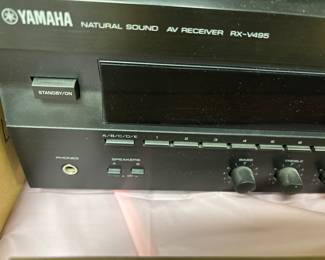 YAMAHA NATURAL SOUND AV RECEIVER RX-V495
STANDBY/ON
A/B/C/D/E 1 2 3 4 5 6
SPEAKERS BASS TREBLE
PHONES A B